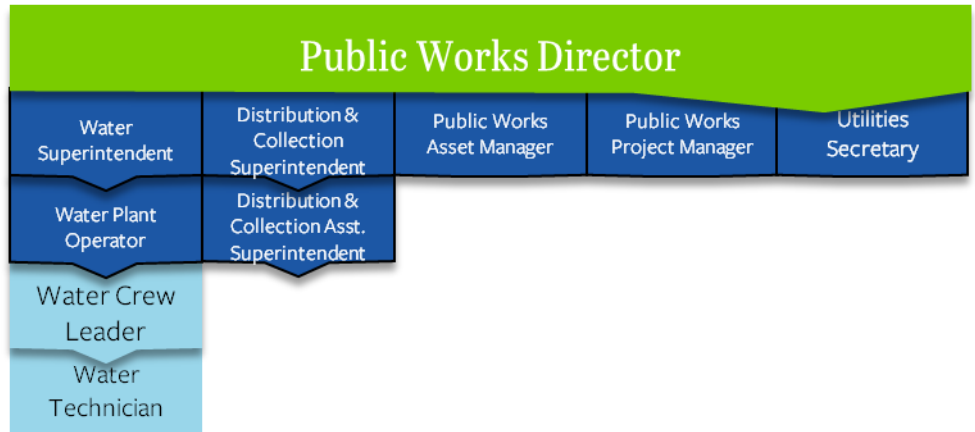 Public Works Director
Water
Superintendent
Distribution &
Collection
Superintendent
Public Works
Asset Manager
Public Works
Project Manager
Utilities
Secretary
Water Plant
Operator
Distribution &
Collection Asst.
Superintendent
Water Crew
Leader
Water
Technician